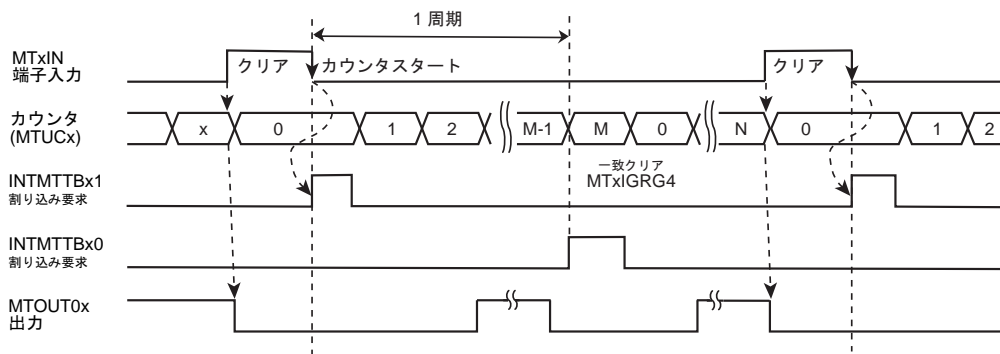 1 周期
MTxIN
端子入力
クリア
カウンタスタート
クリア
カウンタ
(MTUCx)
x 0 1 2 M-1 M 0 N 0 1 2
一致クリア
MTxIGRG4
INTMTTBx1
割り込み要求
INTMTTBx0
割り込み要求
MTOUT0x
出力